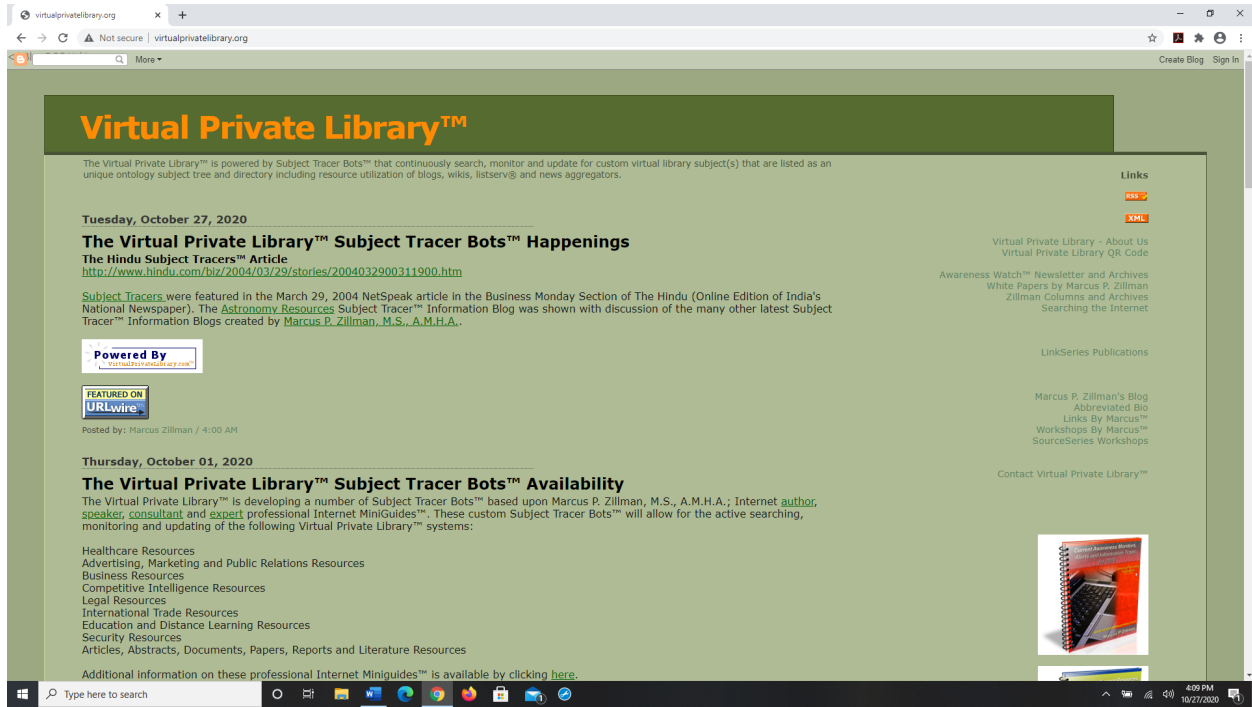 virtualprivatelibrary.org
Not secure | virtualprivatelibrary.org
More
Create Blog Sign In
Virtual Private Library™
The Virtual Private Library™ is powered by Subject Tracer Bots™ that continuously search, monitor and update for custom virtual library subject(s) that are listed as an
unique ontology subject tree and directory including resource utilization of blogs, wikis, listserv® and news aggregators.
Tuesday, October 27, 2020
The Virtual Private Library™ Subject Tracer Bots™ Happenings
The Hindu Subject Tracers™ Article
http://www.hindu.com/biz/2004/03/29/stories/2004032900311900.htm
Subject Tracers were featured in the March 29, 2004 NetSpeak article in the Business Monday Section of The Hindu (Online Edition of India's
National Newspaper). The Astronomy Resources Subject Tracer™ Information Blog was shown with discussion of the many other latest Subject
Tracer™ Information Blogs created by Marcus P. Zillman, M.S., A.M.H.A..
Powered By
VirtualPrivateLibrary.com™
FEATURED ON
URLwire
Posted by: Marcus Zillman / 4:00 AM
Thursday, October 01, 2020
The Virtual Private Library™ Subject Tracer Bots™ Availability
The Virtual Private Library™ is developing a number of Subject Tracer Bots™ based upon Marcus P. Zillman, M.S., A.M.H.A.; Internet author,
speaker, consultant and expert professional Internet MiniGuides™. These custom Subject Tracer Bots™ will allow for the active searching,
monitoring and updating of the following Virtual Private Library™ systems:
Healthcare Resources
Advertising, Marketing and Public Relations Resources
Business Resources
Competitive Intelligence Resources
Legal Resources
International Trade Resources
Education and Distance Learning Resources
Security Resources
Articles, Abstracts, Documents, Papers, Reports and Literature Resources
Additional information on these professional Internet Miniguides™ is available by clicking here.
Links
RSS
XML
Virtual Private Library - About Us
Virtual Private Library QR Code
Awareness Watch™ Newsletter and Archives
White Papers by Marcus P. Zillman
Zillman Columns and Archives
Searching the Internet
LinkSeries Publications
Marcus P. Zillman's Blog
Abbreviated Bio
Links By Marcus™
Workshops By Marcus™
SourceSeries Workshops
Contact Virtual Private Library™
Type here to search
4:09 PM
10/27/2020